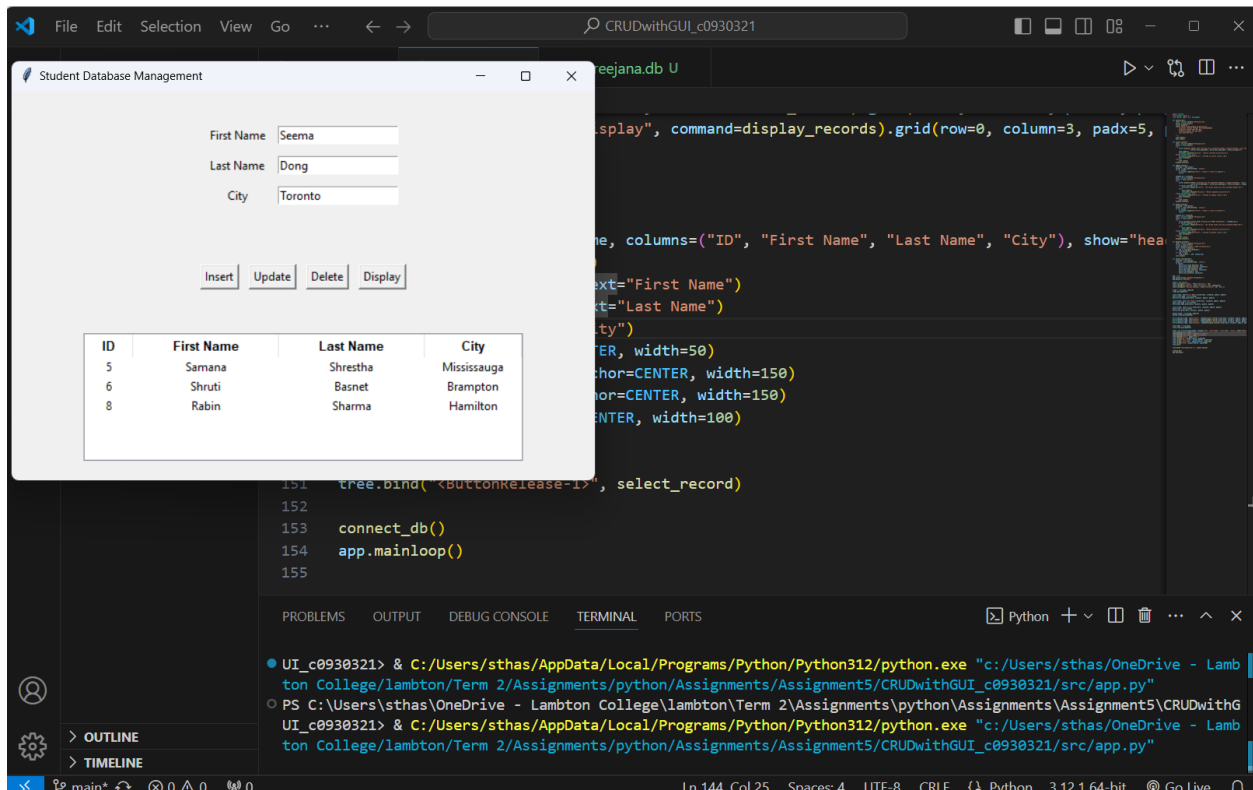 File Edit Selection View Go ··· CRUDwithGUI_c0930321
Student Database Management
reejana.db U
First Name Seema
Last Name Dong
City Toronto
Insert Update Delete Display
ID First Name Last Name City
5 Samana Shrestha Mississauga
6 Shruti Basnet Brampton
8 Rabin Sharma Hamilton
isplay", command=display_records).grid(row=0, column=3, padx=5,
me, columns=("ID", "First Name", "Last Name", "City"), show="hea
ext="First Name")
xt="Last Name")
ity")
TER, width=50)
chor=CENTER, width=150)
hor=CENTER, width=150)
ENTER, width=100)
151 tree.bind("<ButtonRelease-1>", select_record)
152
153 connect_db()
154 app.mainloop()
155
PROBLEMS OUTPUT DEBUG CONSOLE TERMINAL PORTS Python
UI_c0930321> & C:/Users/sthas/AppData/Local/Programs/Python/Python312/python.exe "c:/Users/sthas/OneDrive - Lamb
ton College/lambton/Term 2/Assignments/python/Assignments/Assignment5/CRUDwithGUI_c0930321/src/app.py"
PS C:\Users\sthas\OneDrive - Lambton College\lambton\Term 2\Assignments\python\Assignments\Assignment5\CRUDwithG
UI_c0930321> & C:/Users/sthas/AppData/Local/Programs/Python/Python312/python.exe "c:/Users/sthas/OneDrive - Lamb
ton College/lambton/Term 2/Assignments/python/Assignments/Assignment5/CRUDwithGUI_c0930321/src/app.py"
> OUTLINE
> TIMELINE
main* 0 0 0 Ln 144, Col 25 Spaces: 4 UTF-8 CRLF {} Python 3.12.1 64-bit Go Live